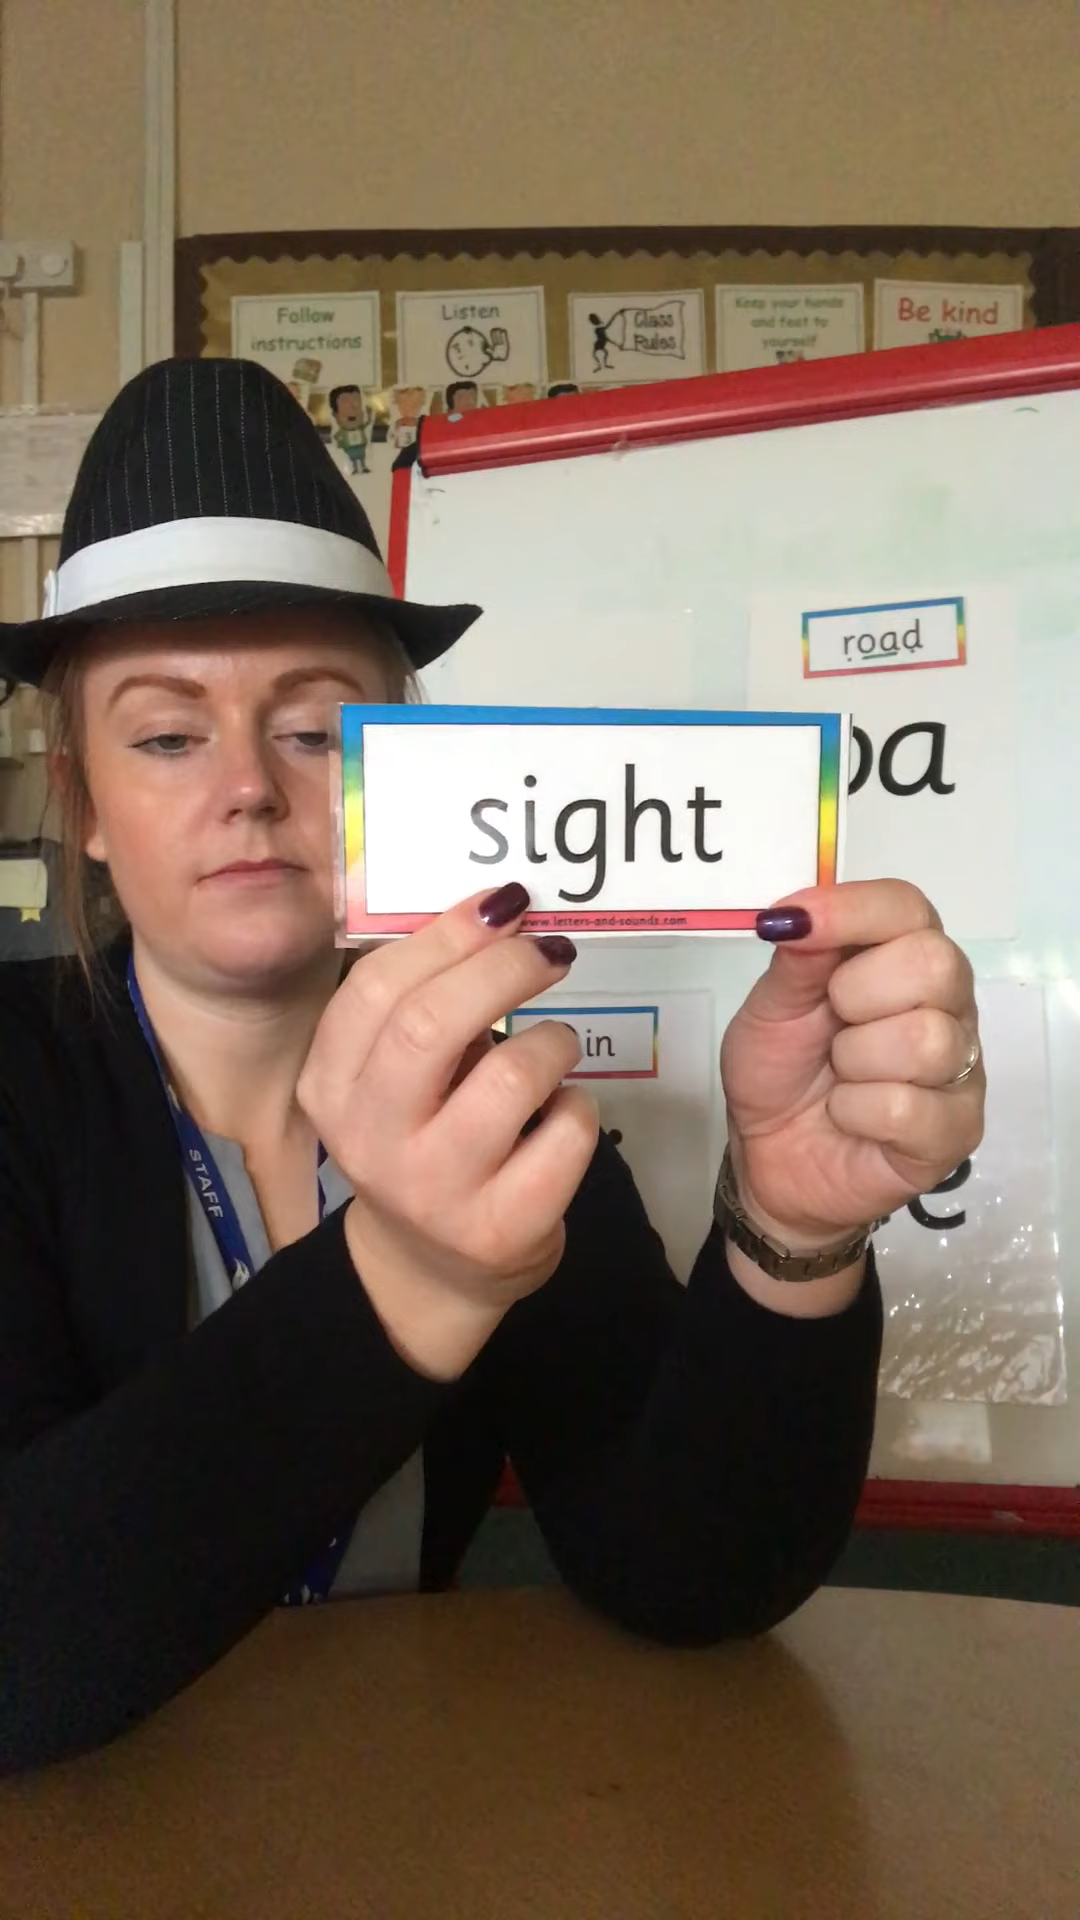 Follow
instructions
Listen
Class
Rules
Keep your hands
and feet to
yourself
Be kind
road
oa
sight
www.letters-and-sounds.com
in
STAFF